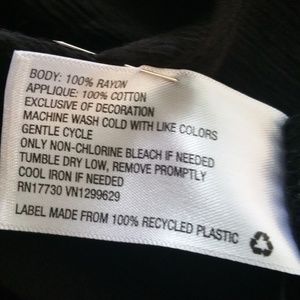 BODY: 100% RAYON
APPLIQUE: 100% COTTON
EXCLUSIVE OF DECORATION
MACHINE WASH COLD WITH LIKE COLORS
GENTLE CYCLE
ONLY NON-CHLORINE BLEACH IF NEEDED
TUMBLE DRY LOW, REMOVE PROMPTLY
COOL IRON IF NEEDED
RN17730 VN1299629
LABEL MADE FROM 100% RECYCLED PLASTIC